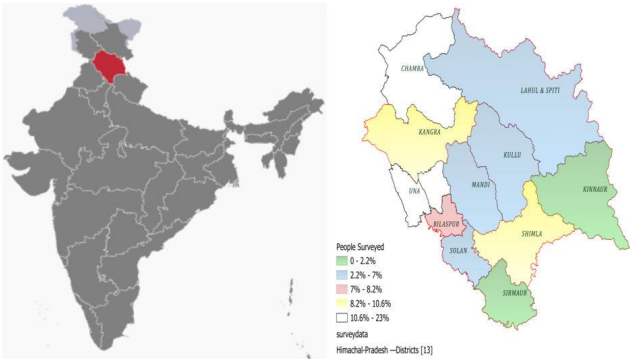 CHAMBA
LAHUL & SPITI
KANGRA
KULLU
UNA
MANDI
KINNAUR
BILASPUR
SHIMLA
SOLAN
SIRMAUR
People Surveyed
0 - 2.2%
2.2% - 7%
7% - 8.2%
8.2% - 10.6%
10.6% - 23%
surveydata
Himachal-Pradesh —Districts [13]